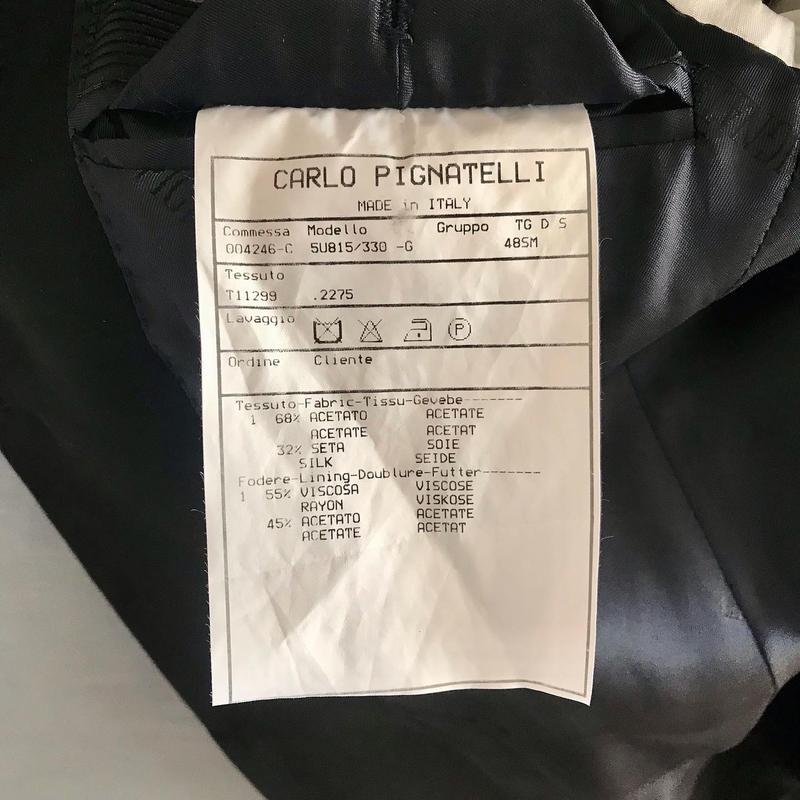 CARLO PIGNATELLI
MADE in ITALY
Commessa Modello Gruppo TG D S
004246-C 5U815/330 -G 48SM
Tessuto
T11299 .2275
Lavaggio
P
Ordine Cliente
Tessuto-Fabric-Tissu-Gevebe-------
1 68% ACETATO ACETATE
ACETATE ACETAT
32% SETA SOIE
SILK SEIDE
Fodere-Lining-Doublure-Futter-------
1 55% VISCOSA VISCOSE
RAYON VISKOSE
45% ACETATO ACETATE
ACETATE ACETAT